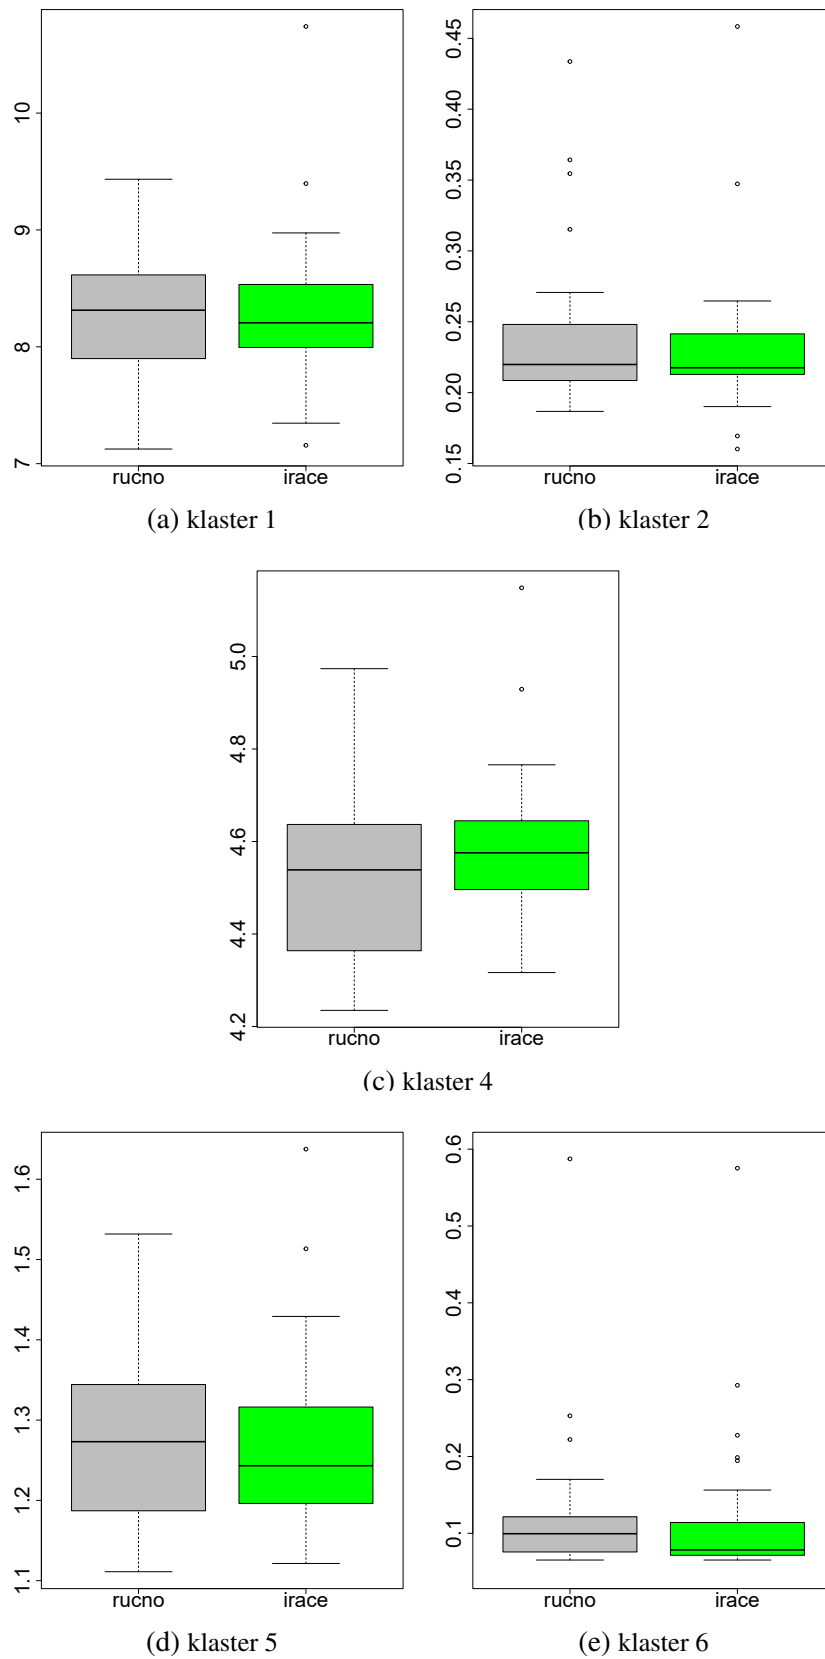 10
9
8
7
rucno irace
(a) klaster 1
0.45
0.40
0.35
0.30
0.25
0.20
0.15
rucno irace
(b) klaster 2
5.0
4.8
4.6
4.4
4.2
rucno irace
(c) klaster 4
1.6
1.5
1.4
1.3
1.2
1.1
rucno irace
(d) klaster 5
0.6
0.5
0.4
0.3
0.2
0.1
rucno irace
(e) klaster 6